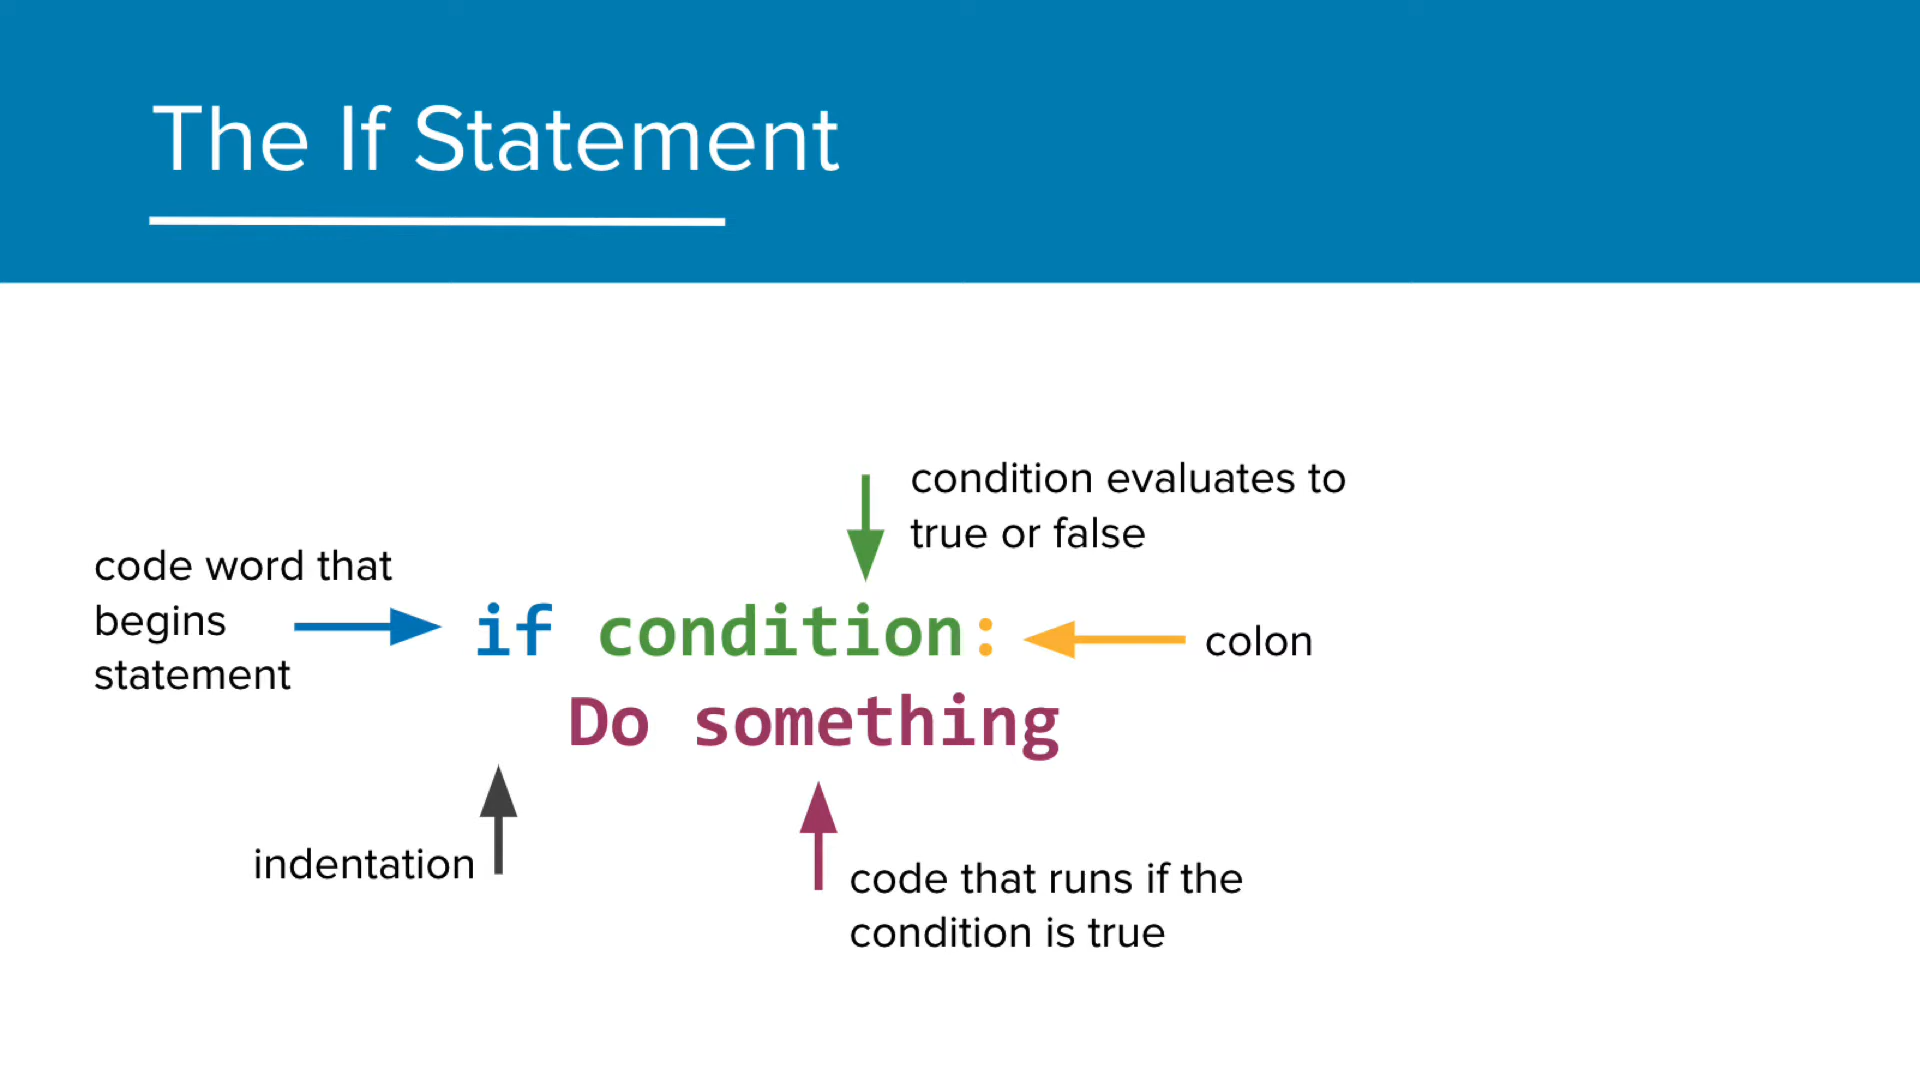 The If Statement
condition evaluates to
true or false
code word that
begins
statement
if condition:
colon
Do something
indentation
code that runs if the
condition is true